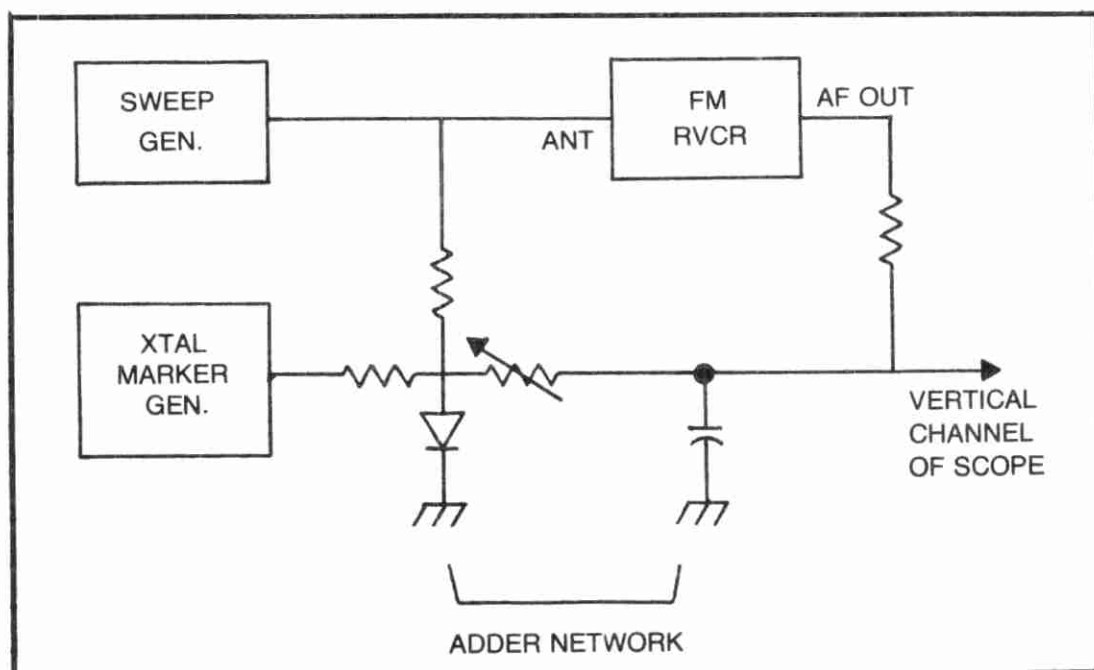 SWEEP
GEN.
FM
RVCR
AF OUT
ANT
XTAL
MARKER
GEN.
VERTICAL
CHANNEL
OF SCOPE
ADDER NETWORK